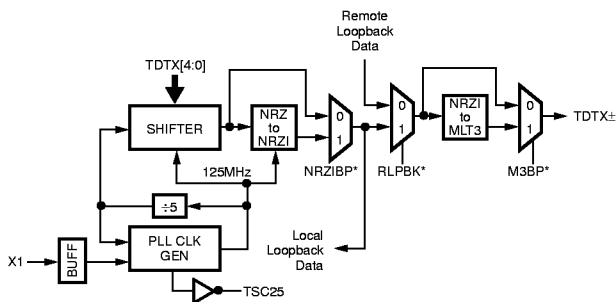 Remote
Loopback
Data
TDTX[4:0]
SHIFTER
NRZ
to
NRZI
0
1
NRZIBP*
0
1
RLPBK*
NRZI
to
MLT3
0
1
M3BP*
TDTX±
125MHz
÷5
PLL CLK
GEN
Local
Loopback
Data
X1
BUFF
TSC25